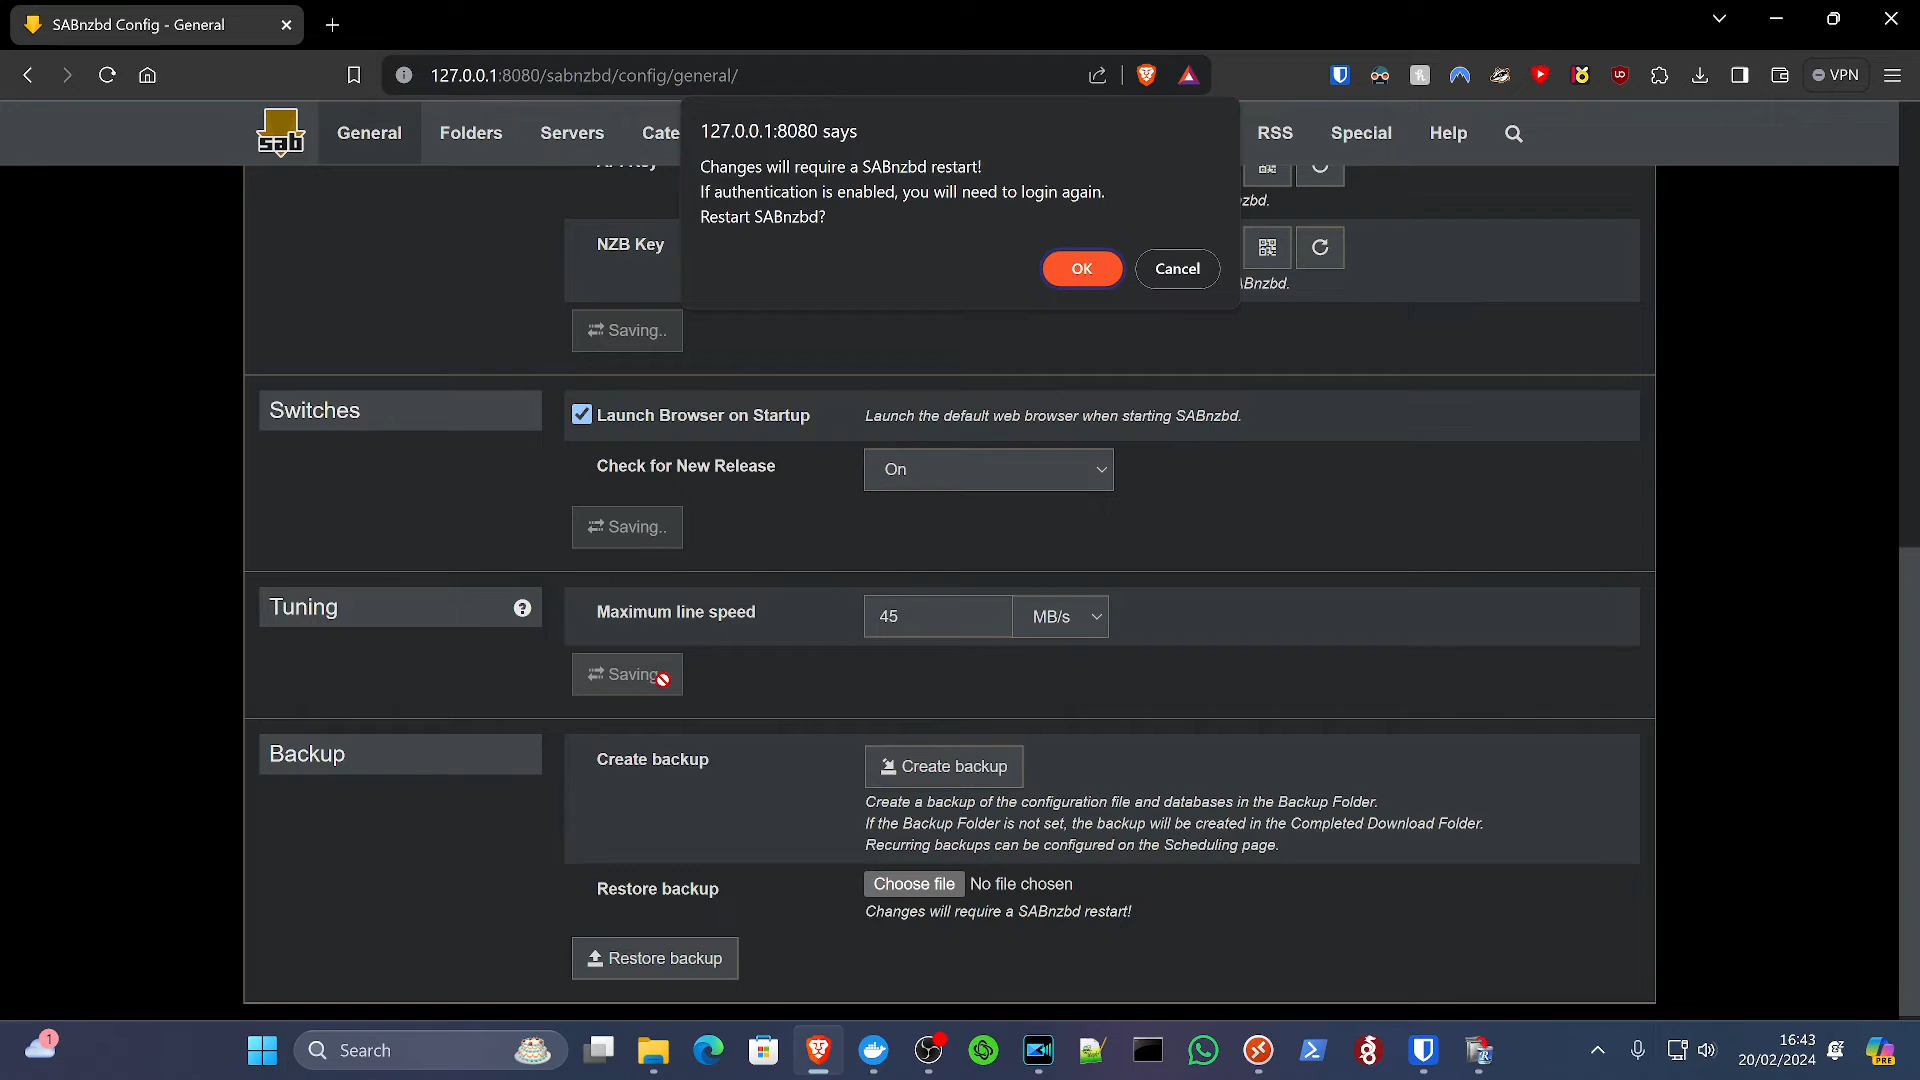 SABnzbd Config - General
127.0.0.1:8080/sabnzbd/config/general/
VPN
sab
General
Folders
Servers
Cate
RSS
Special
Help
127.0.0.1:8080 says
Changes will require a SABnzbd restart!
If authentication is enabled, you will need to login again.
Restart SABnzbd?
OK
Cancel
zbd.
NZB Key
Bnzbd.
Saving..
Switches
Launch Browser on Startup
Launch the default web browser when starting SABnzbd.
Check for New Release
On
Saving..
Tuning
?
Maximum line speed
45
MB/s
Saving
Backup
Create backup
Create backup
Create a backup of the configuration file and databases in the Backup Folder.
If the Backup Folder is not set, the backup will be created in the Completed Download Folder.
Recurring backups can be configured on the Scheduling page.
Restore backup
Choose file
No file chosen
Changes will require a SABnzbd restart!
Restore backup
1
Search
16:43
20/02/2024
PRE